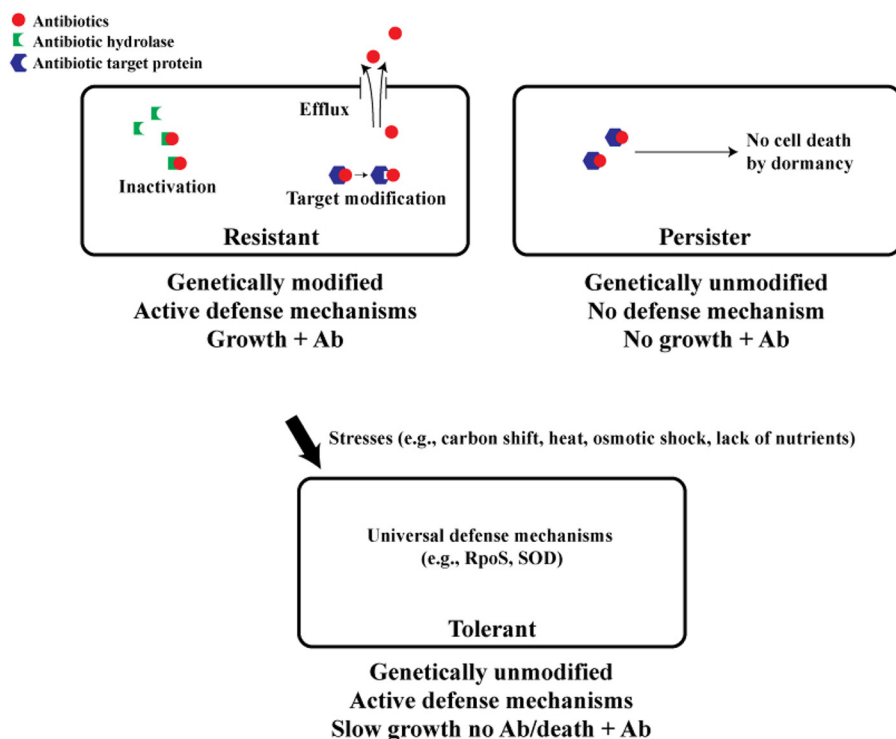 Antibiotics
Antibiotic hydrolase
Antibiotic target protein
Efflux
Inactivation
Target modification
Resistant
Genetically modified
Active defense mechanisms
Growth + Ab
No cell death
by dormancy
Persister
Genetically unmodified
No defense mechanism
No growth + Ab
Stresses (e.g., carbon shift, heat, osmotic shock, lack of nutrients)
Universal defense mechanisms
(e.g., RpoS, SOD)
Tolerant
Genetically unmodified
Active defense mechanisms
Slow growth no Ab/death + Ab